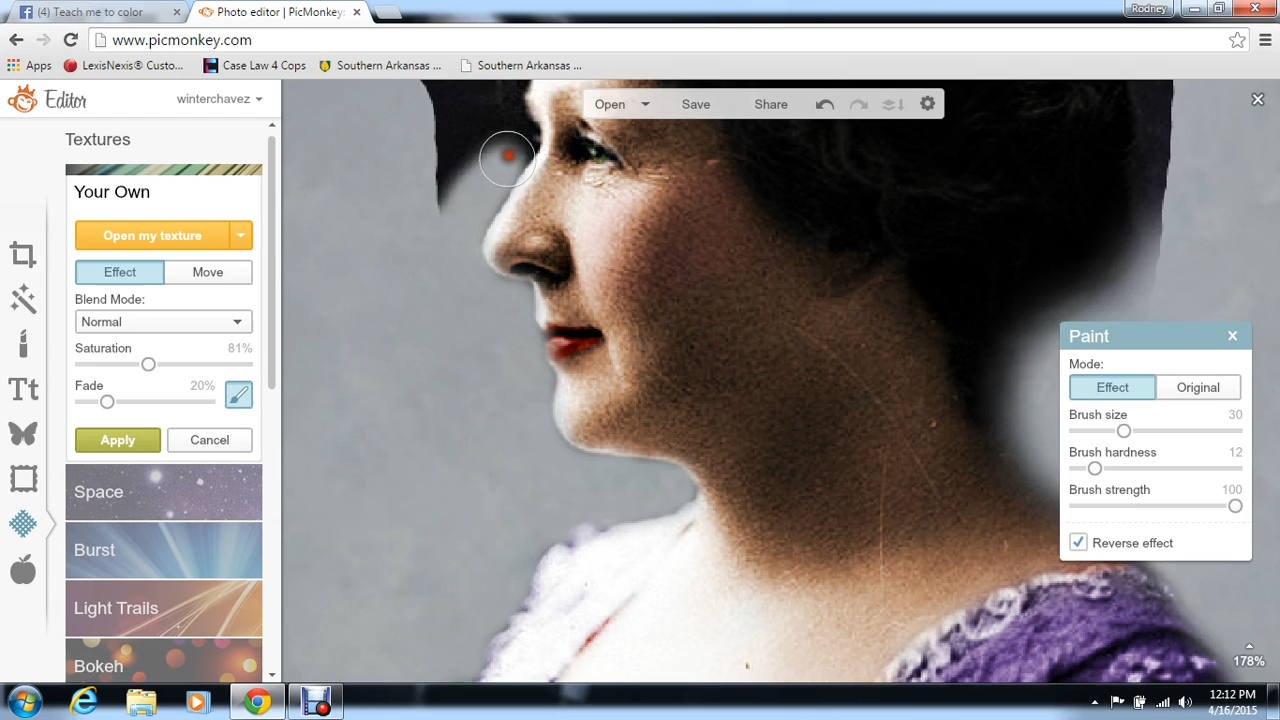 (4) Teach me to color
Photo editor | PicMonkey:
Rodney
www.picmonkey.com
Apps
LexisNexis® Custo...
Case Law 4 Cops
Southern Arkansas ...
Southern Arkansas ...
Editor
winterchavez
Open
Save
Share
Textures
Your Own
Open my texture
Effect
Move
Blend Mode:
Normal
Saturation
81%
Fade
20%
Apply
Cancel
Space
Burst
Light Trails
Bokeh
Paint
Mode:
Effect
Original
Brush size
30
Brush hardness
12
Brush strength
100
Reverse effect
178%
12:12 PM
4/16/2015